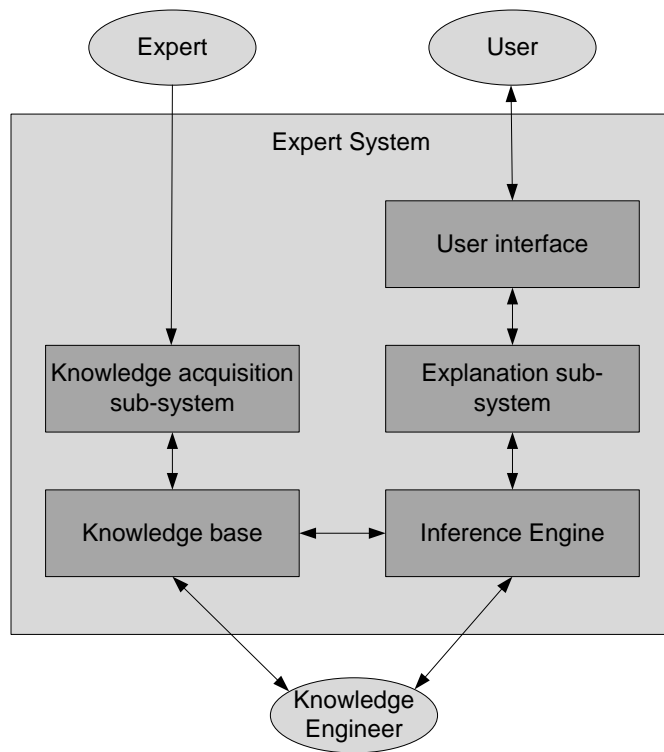 Expert
User
Expert System
User interface
Knowledge acquisition
sub-system
Explanation sub-
system
Knowledge base
Inference Engine
Knowledge
Engineer